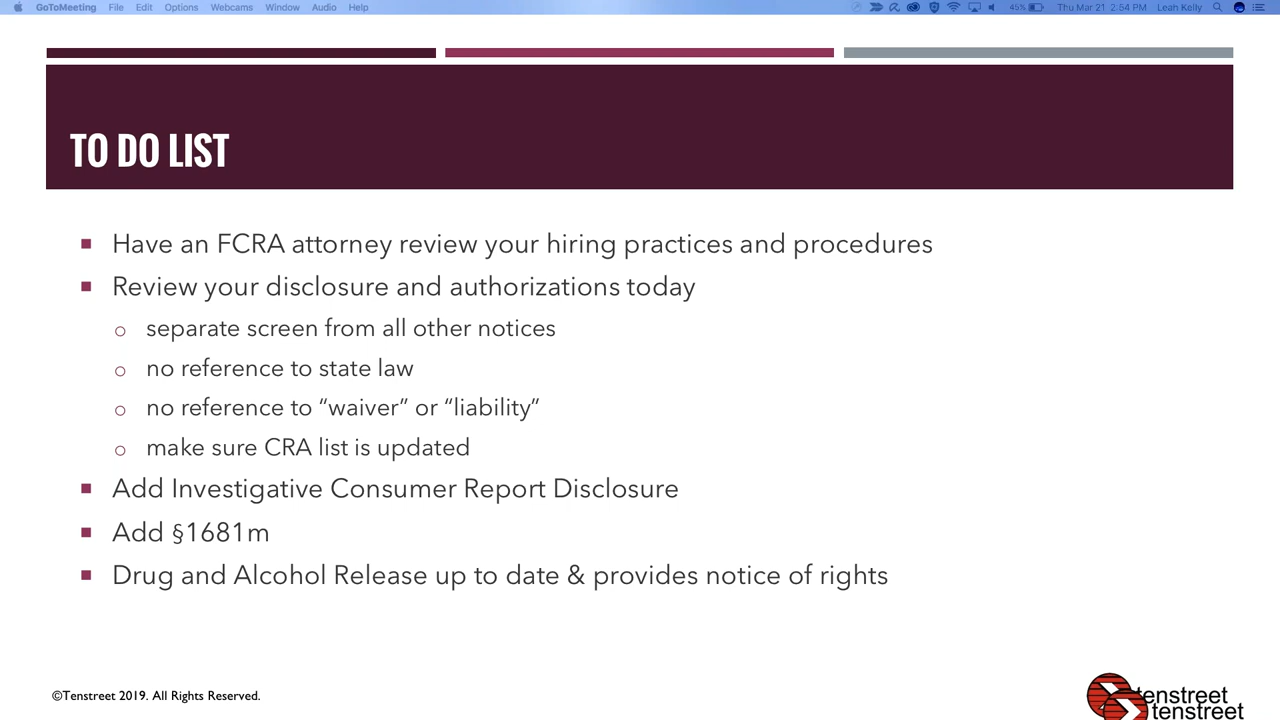 GoToMeeting File Edit Options Webcams Window Audio Help 45% Thu Mar 21 2:54 PM Leah Kelly
TO DO LIST
Have an FCRA attorney review your hiring practices and procedures
Review your disclosure and authorizations today
separate screen from all other notices
no reference to state law
no reference to “waiver” or “liability”
make sure CRA list is updated
Add Investigative Consumer Report Disclosure
Add §1681m
Drug and Alcohol Release up to date & provides notice of rights
©Tenstreet 2019. All Rights Reserved.
tenstreet
tenstreet